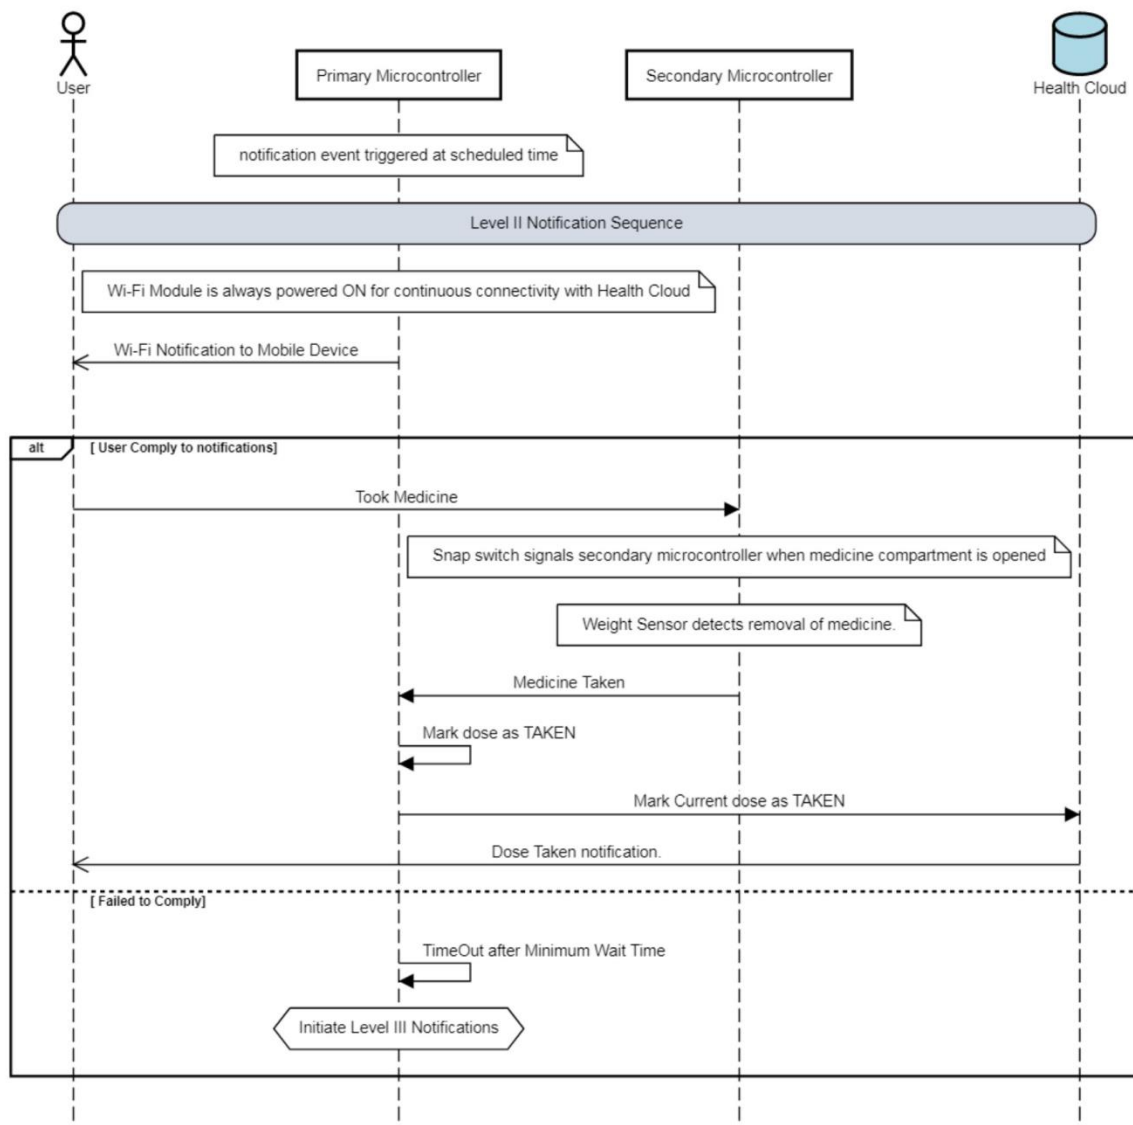 User
Primary Microcontroller
Secondary Microcontroller
Health Cloud
notification event triggered at scheduled time
Level II Notification Sequence
Wi-Fi Module is always powered ON for continuous connectivity with Health Cloud
Wi-Fi Notification to Mobile Device
alt
[ User Comply to notifications]
Took Medicine
Snap switch signals secondary microcontroller when medicine compartment is opened
Weight Sensor detects removal of medicine.
Medicine Taken
Mark dose as TAKEN
Mark Current dose as TAKEN
Dose Taken notification.
[ Failed to Comply]
TimeOut after Minimum Wait Time
Initiate Level III Notifications